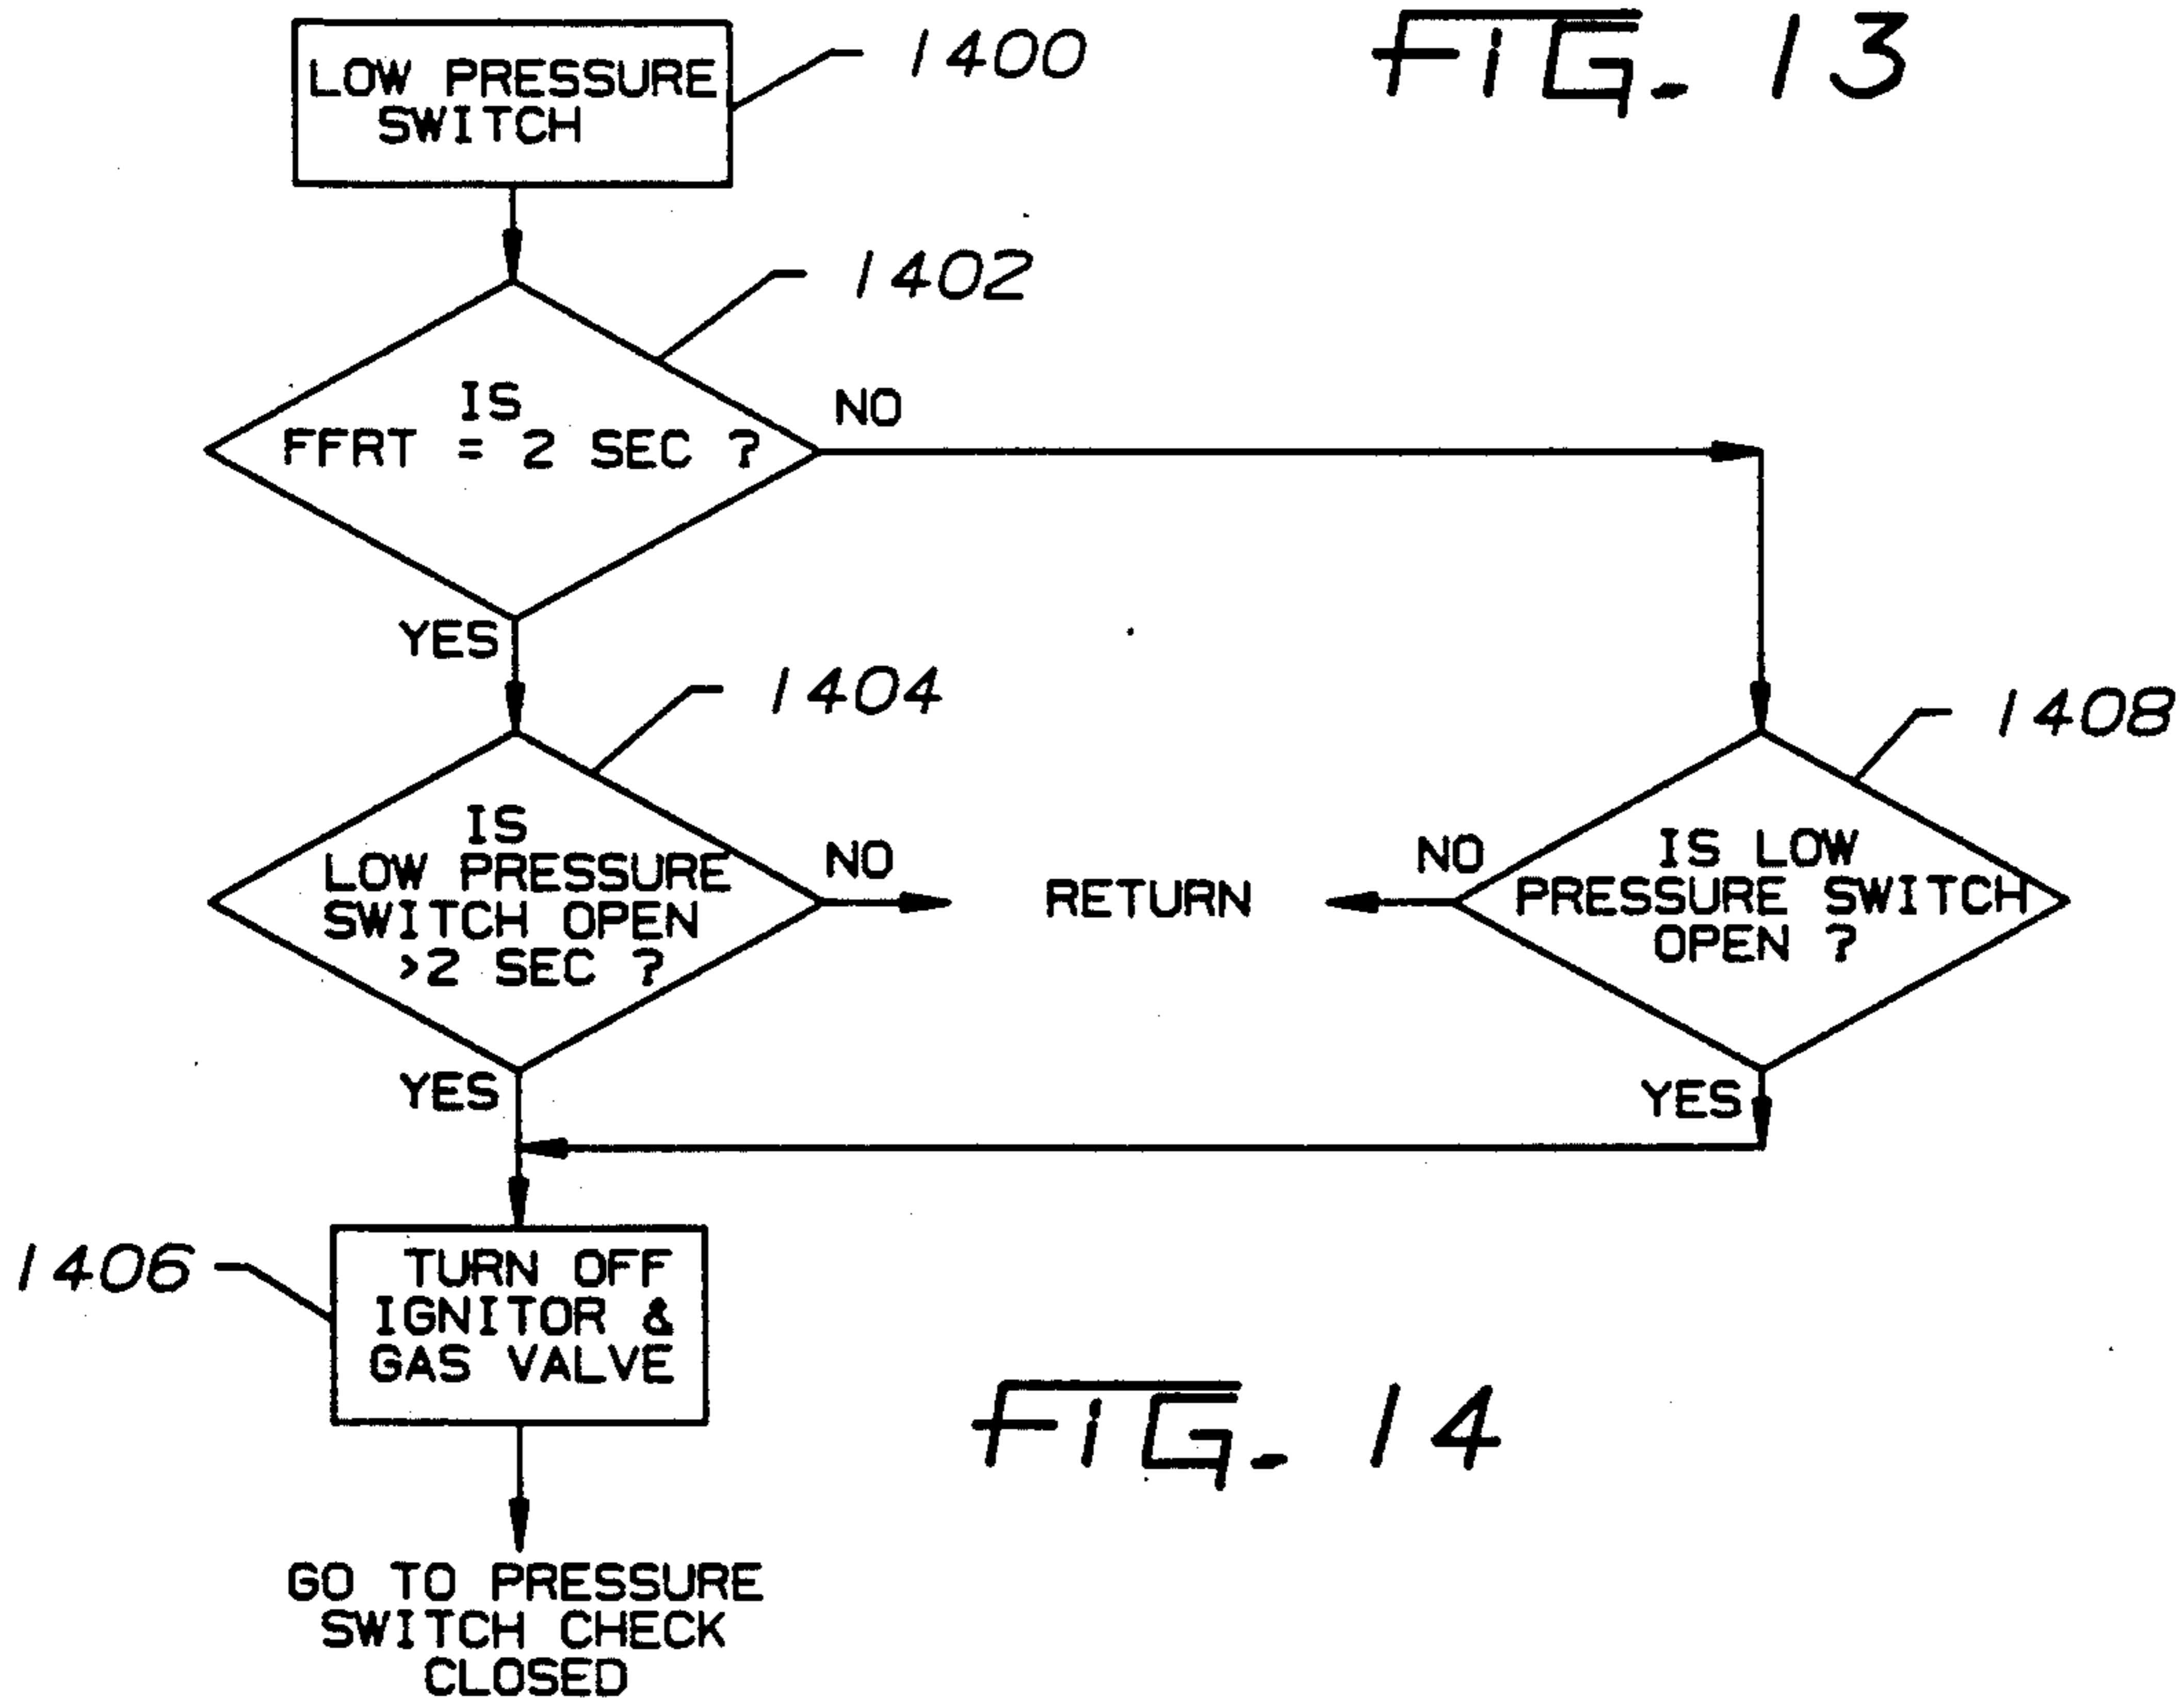 FIG. 13
LOW PRESSURE
SWITCH
1400
1402
IS
FFRT = 2 SEC ?
NO
YES
1404
IS
LOW PRESSURE
SWITCH OPEN
>2 SEC ?
NO
RETURN
1408
NO
IS LOW
PRESSURE SWITCH
OPEN ?
YES
YES
1406
TURN OFF
IGNITOR &
GAS VALVE
FIG. 14
GO TO PRESSURE
SWITCH CHECK
CLOSED